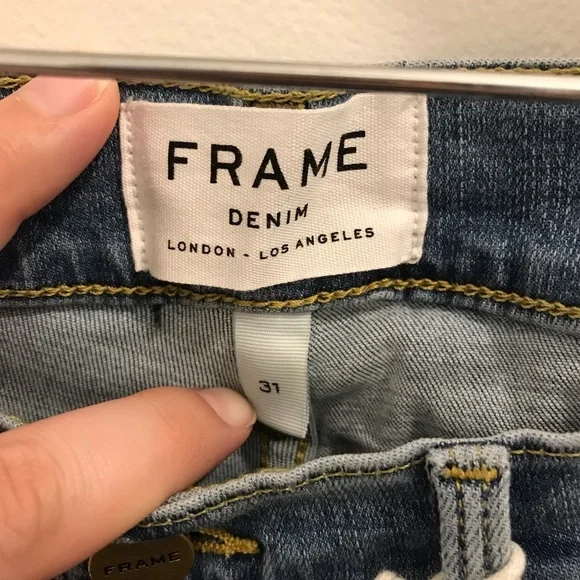 FRAME
DENIM
LONDON - LOS ANGELES
31
FRAME